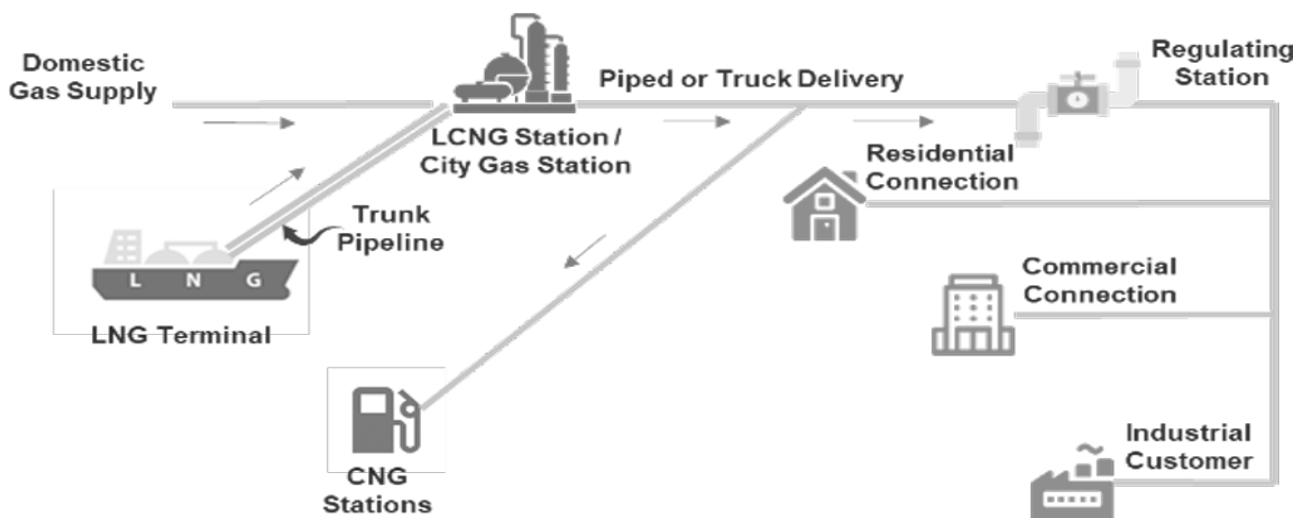 Domestic
Gas Supply
Piped or Truck Delivery
Regulating
Station
LCNG Station /
City Gas Station
Residential
Connection
Trunk
Pipeline
L N G
LNG Terminal
Commercial
Connection
CNG
Stations
Industrial
Customer